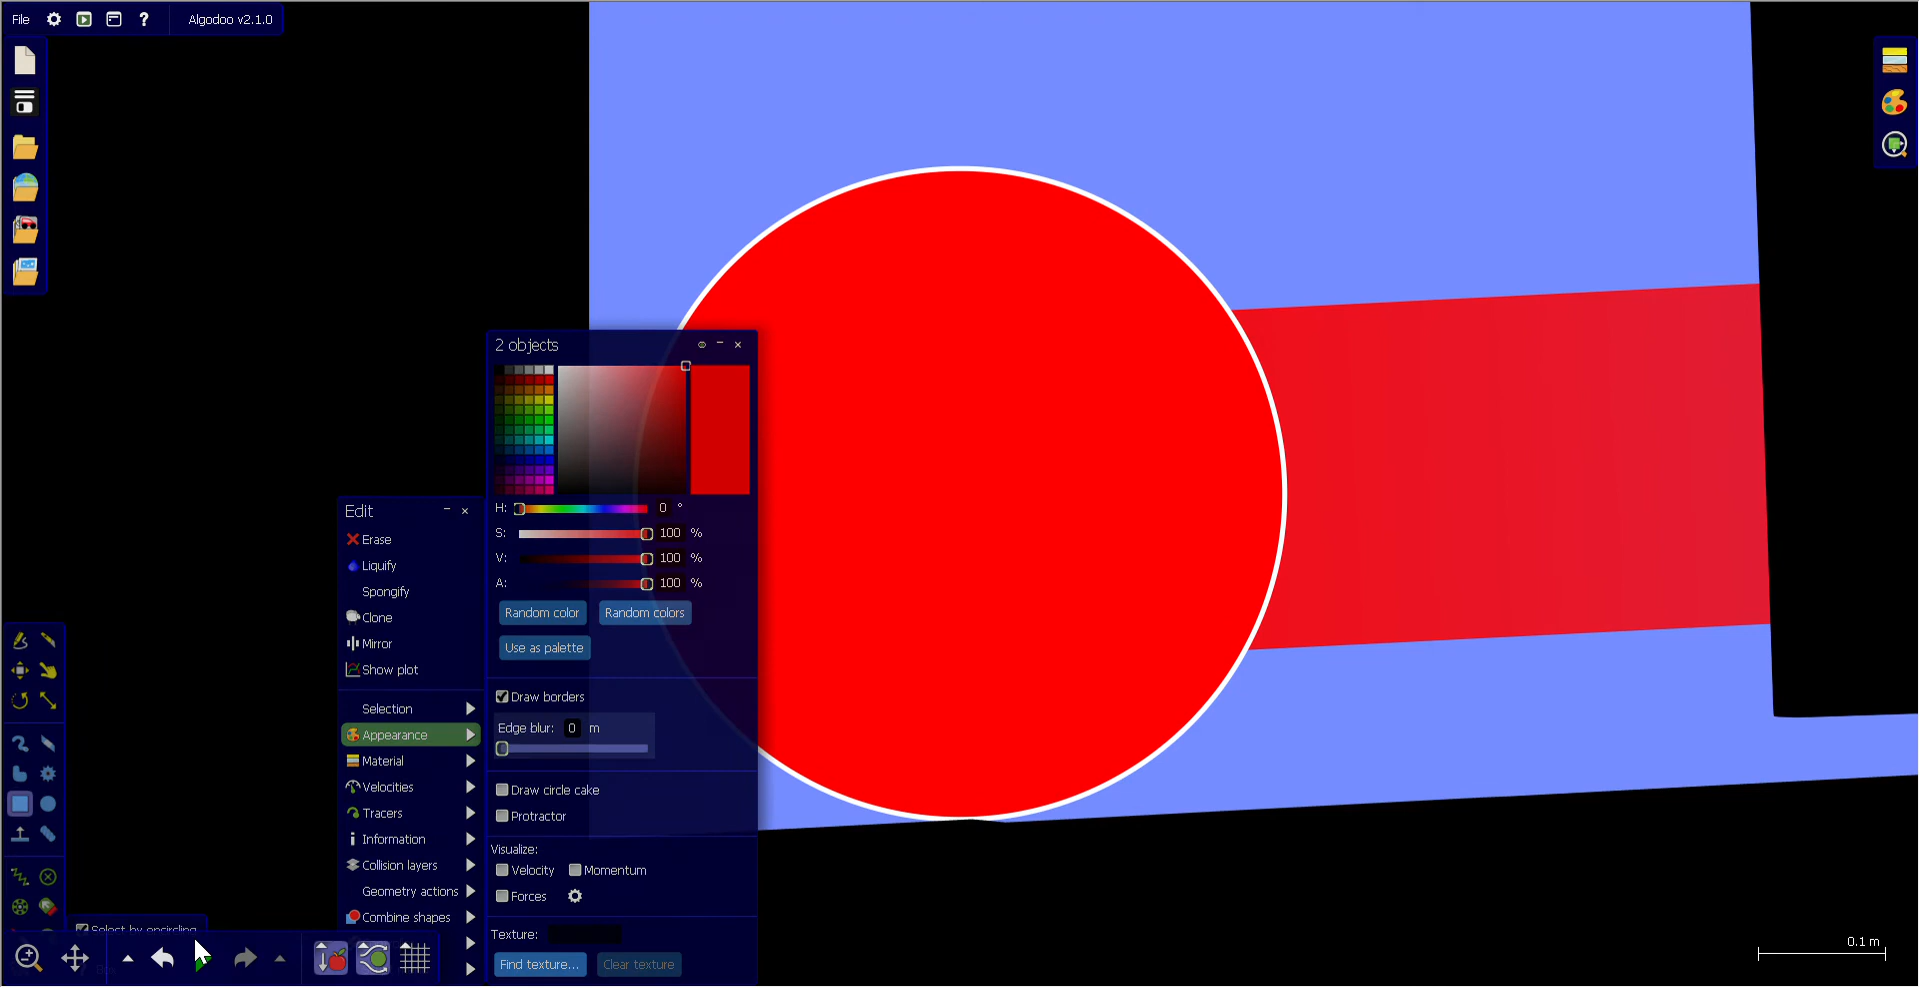 File
?
Algodoo v2.1.0
2 objects
H: 0 °
S: 100 %
V: 100 %
A: 100 %
Random color
Random colors
Use as palette
Draw borders
Edge blur: 0 m
Draw circle cake
Protractor
Visualize:
Velocity
Momentum
Forces
Texture:
Find texture...
Clear texture
Edit
Erase
Liquify
Spongify
Clone
Mirror
Show plot
Selection
Appearance
Material
Velocities
Tracers
Information
Collision layers
Geometry actions
Combine shapes
Select by encircling
0.1 m